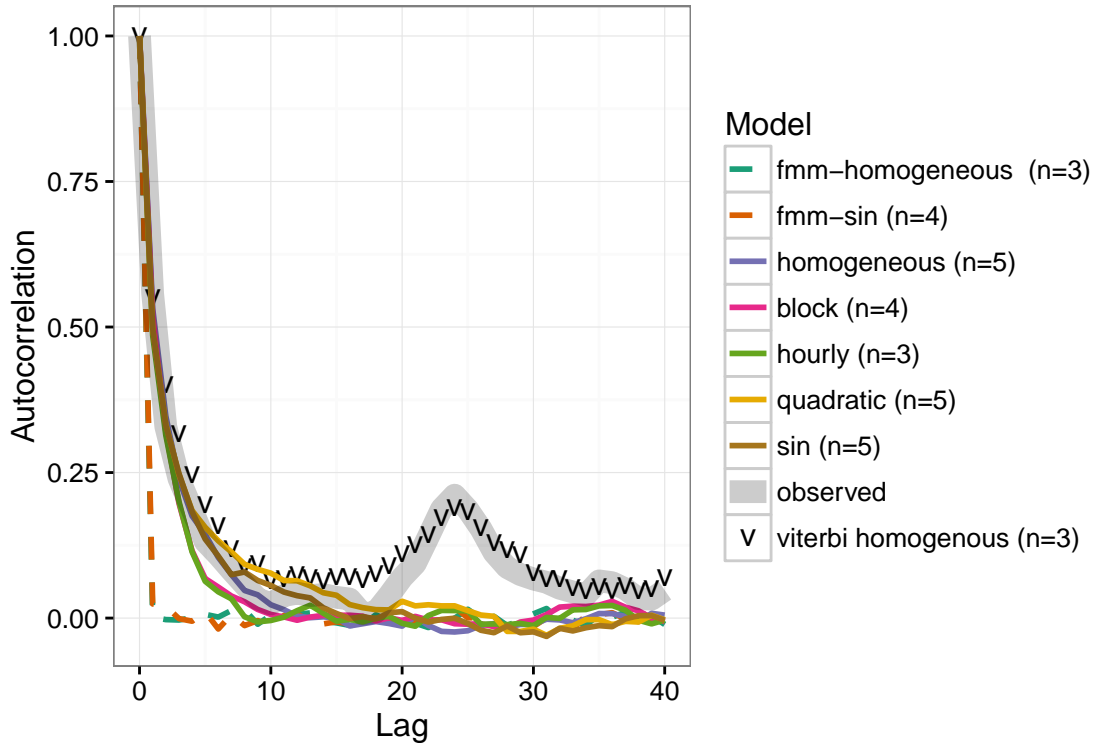 1.00
0.75
0.50
0.25
0.00
Autocorrelation
0 10 20 30 40
Lag
Model
fmm−homogeneous (n=3)
fmm−sin (n=4)
homogeneous (n=5)
block (n=4)
hourly (n=3)
quadratic (n=5)
sin (n=5)
observed
v viterbi homogenous (n=3)